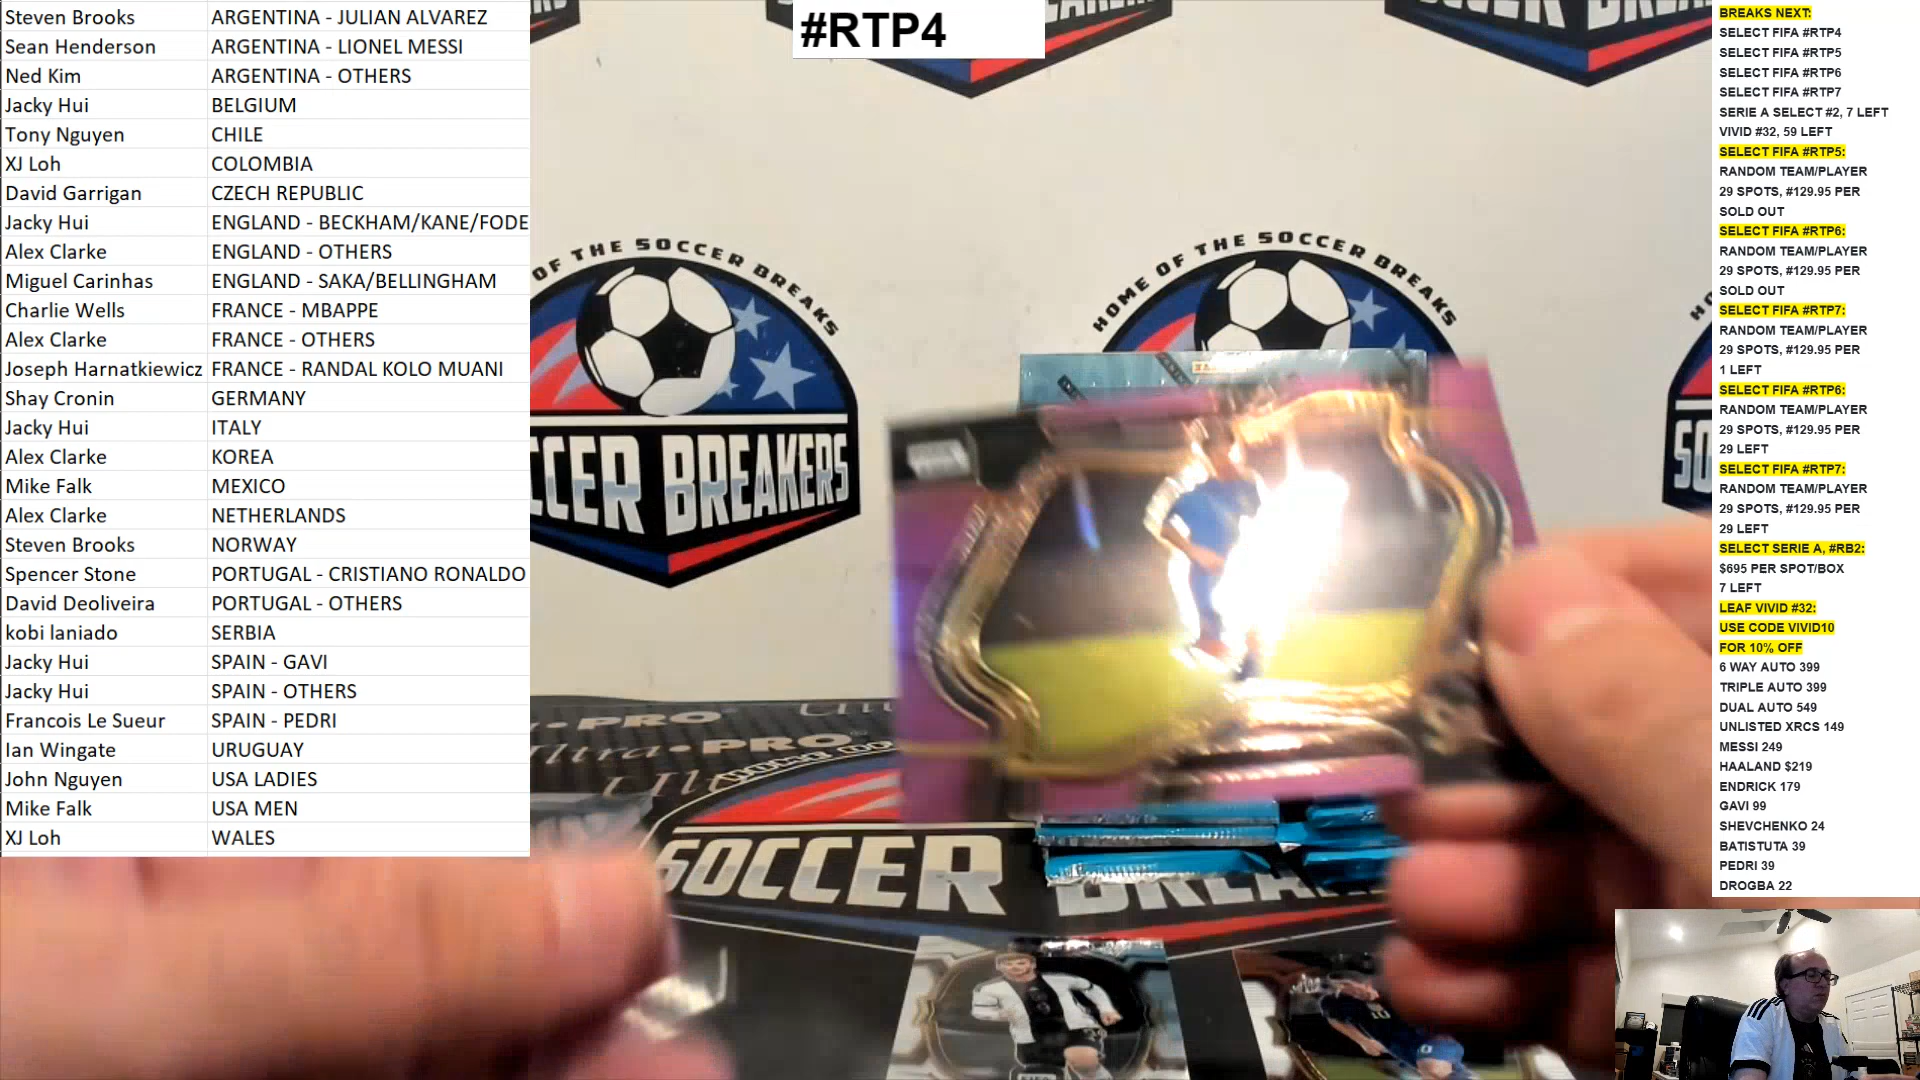 #RTP4
Steven Brooks ARGENTINA - JULIAN ALVAREZ
Sean Henderson ARGENTINA - LIONEL MESSI
Ned Kim ARGENTINA - OTHERS
Jacky Hui BELGIUM
Tony Nguyen CHILE
XJ Loh COLOMBIA
David Garrigan CZECH REPUBLIC
Jacky Hui ENGLAND - BECKHAM/KANE/FODE
Alex Clarke ENGLAND - OTHERS
Miguel Carinhas ENGLAND - SAKA/BELLINGHAM
Charlie Wells FRANCE - MBAPPE
Alex Clarke FRANCE - OTHERS
Joseph Harnatkiewicz FRANCE - RANDAL KOLO MUANI
Shay Cronin GERMANY
Jacky Hui ITALY
Alex Clarke KOREA
Mike Falk MEXICO
Alex Clarke NETHERLANDS
Steven Brooks NORWAY
Spencer Stone PORTUGAL - CRISTIANO RONALDO
David Deoliveira PORTUGAL - OTHERS
kobi laniado SERBIA
Jacky Hui SPAIN - GAVI
Jacky Hui SPAIN - OTHERS
Francois Le Sueur SPAIN - PEDRI
Ian Wingate URUGUAY
John Nguyen USA LADIES
Mike Falk USA MEN
XJ Loh WALES
OF THE SOCCER BREAKS
CCER BREAKERS
HOME OF THE SOCCER BREAKS
SO
Ultra•PRO
SOCCER
BREAKS NEXT:
SELECT FIFA #RTP4
SELECT FIFA #RTP5
SELECT FIFA #RTP6
SELECT FIFA #RTP7
SERIE A SELECT #2, 7 LEFT
VIVID #32, 59 LEFT
SELECT FIFA #RTP5:
RANDOM TEAM/PLAYER
29 SPOTS, #129.95 PER
SOLD OUT
SELECT FIFA #RTP6:
RANDOM TEAM/PLAYER
29 SPOTS, #129.95 PER
SOLD OUT
SELECT FIFA #RTP7:
RANDOM TEAM/PLAYER
29 SPOTS, #129.95 PER
1 LEFT
SELECT FIFA #RTP6:
RANDOM TEAM/PLAYER
29 SPOTS, #129.95 PER
29 LEFT
SELECT FIFA #RTP7:
RANDOM TEAM/PLAYER
29 SPOTS, #129.95 PER
29 LEFT
SELECT SERIE A, #RB2:
$695 PER SPOT/BOX
7 LEFT
LEAF VIVID #32:
USE CODE VIVID10
FOR 10% OFF
6 WAY AUTO 399
TRIPLE AUTO 399
DUAL AUTO 549
UNLISTED XRCS 149
MESSI 249
HAALAND $219
ENDRICK 179
GAVI 99
SHEVCHENKO 24
BATISTUTA 39
PEDRI 39
DROGBA 22